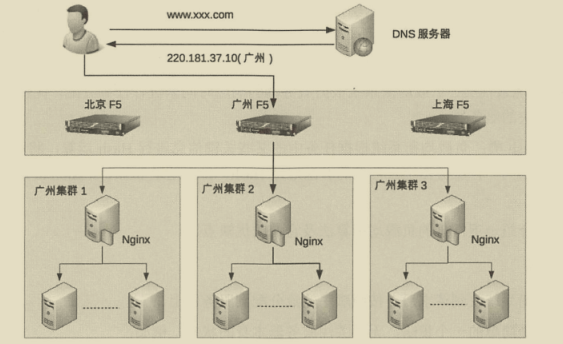 www.xxx.com
DNS 服务器
220.181.37.10( 广州 )
北京 F5
广州 F5
上海 F5
广州集群 1
广州集群 2
广州集群 3
Nginx
Nginx
Nginx